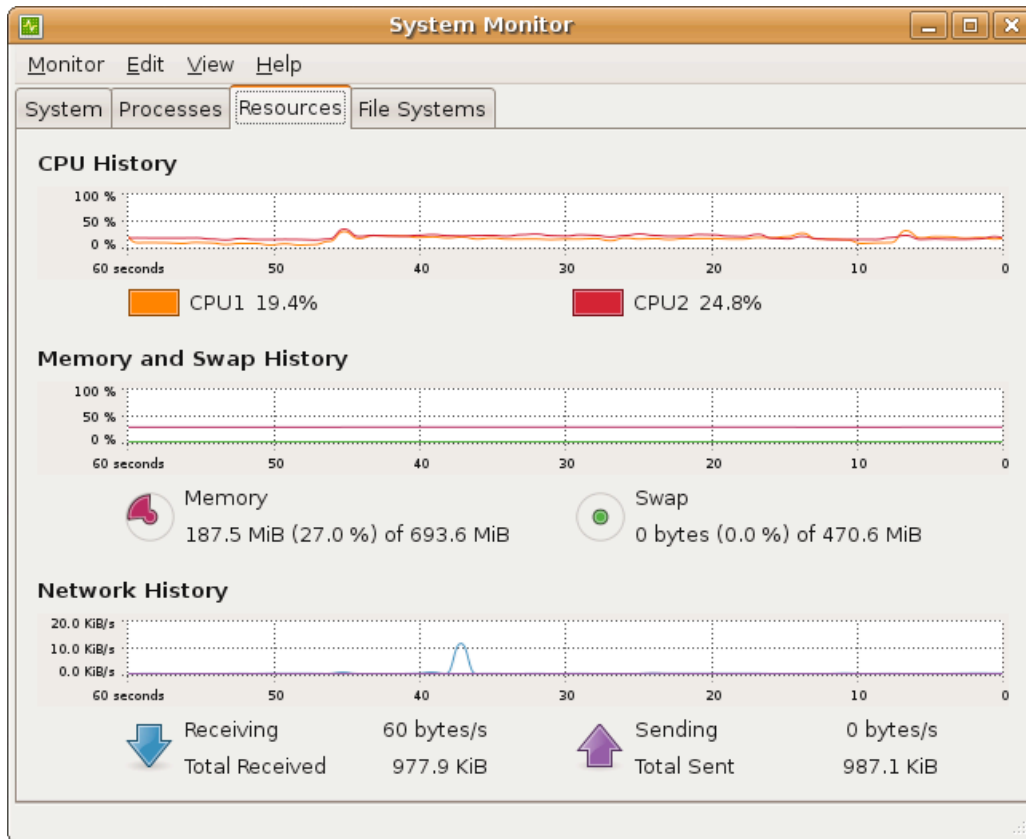 System Monitor
Monitor Edit View Help
System Processes Resources File Systems
CPU History
100 %
50 %
0 %
60 seconds 50 40 30 20 10 0
CPU1 19.4% CPU2 24.8%
Memory and Swap History
100 %
50 %
0 %
60 seconds 50 40 30 20 10 0
Memory Swap
187.5 MiB (27.0 %) of 693.6 MiB 0 bytes (0.0 %) of 470.6 MiB
Network History
20.0 KiB/s
10.0 KiB/s
0.0 KiB/s
60 seconds 50 40 30 20 10 0
Receiving 60 bytes/s Sending 0 bytes/s
Total Received 977.9 KiB Total Sent 987.1 KiB